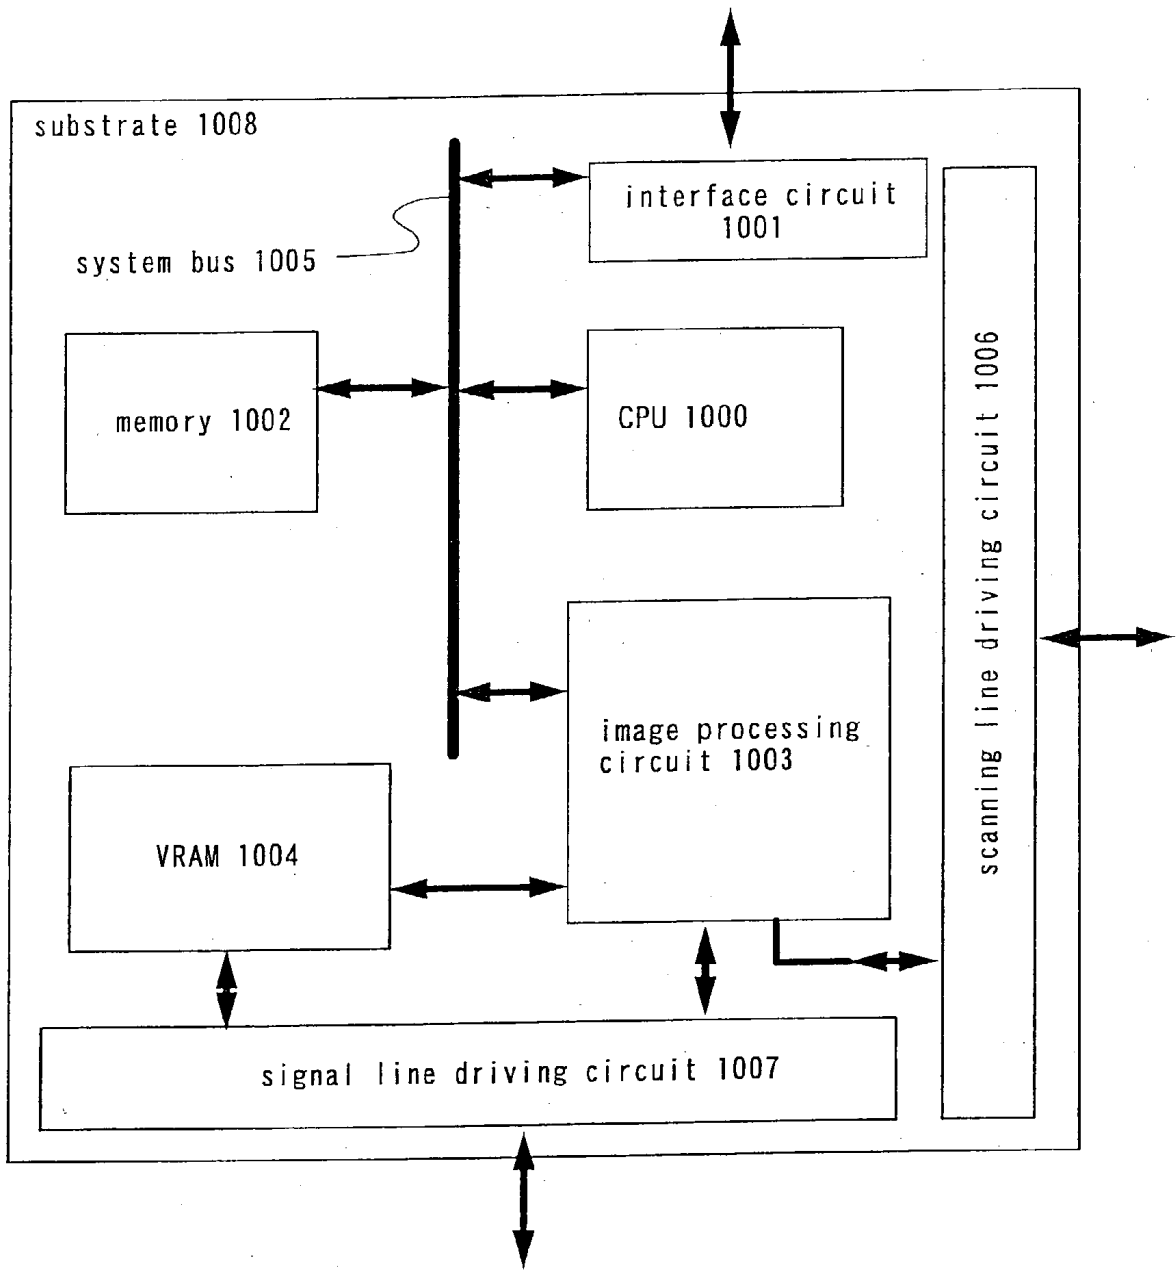 substrate 1008
interface circuit
1001
system bus 1005
memory 1002
CPU 1000
scanning line driving circuit 1006
image processing
circuit 1003
VRAM 1004
signal line driving circuit 1007